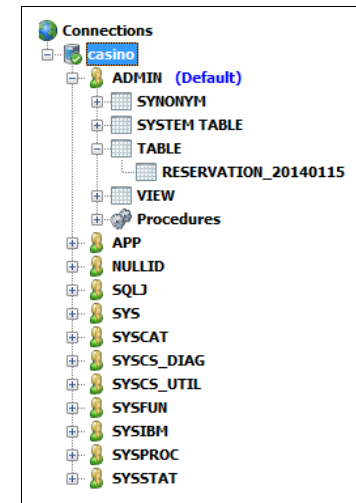 Connections
casino
ADMIN (Default)
SYNONYM
SYSTEM TABLE
TABLE
RESERVATION_20140115
VIEW
Procedures
APP
NULLID
SQLJ
SYS
SYSCAT
SYSCS_DIAG
SYSCS_UTIL
SYSFUN
SYSIBM
SYSPROC
SYSSTAT